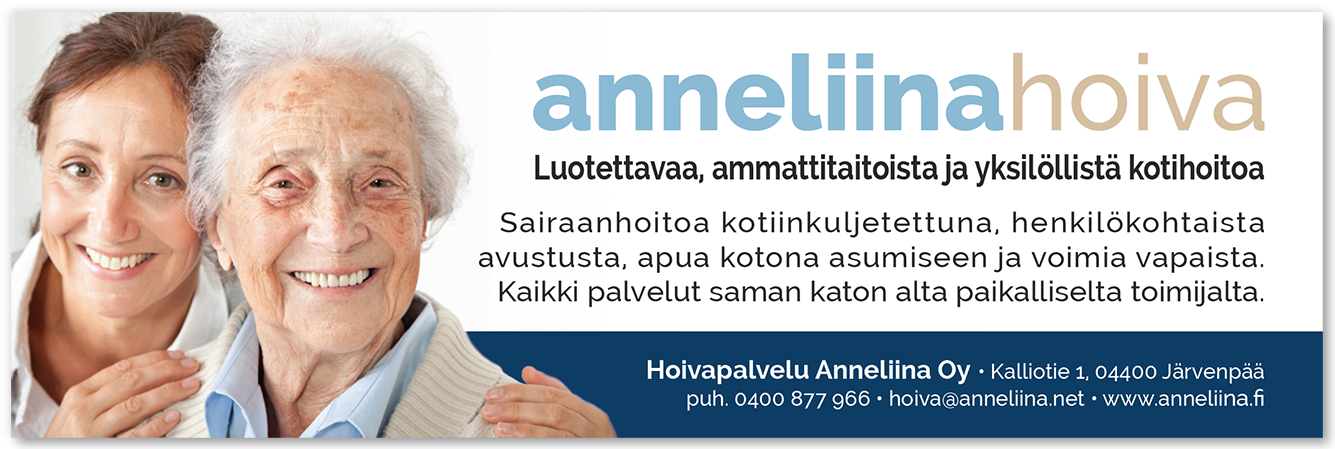 anneliinahoiva
Luotettavaa, ammattitaitoista ja yksilöllistä kotihoitoa
Sairaanhoitoa kotiinkuljetettuna, henkilökohtaista
avustusta, apua kotona asumiseen ja voimia vapaista.
Kaikki palvelut saman katon alta paikalliselta toimijalta.
Hoivapalvelu Anneliina Oy • Kalliotie 1, 04400 Järvenpää
puh. 0400 877 966 • hoiva@anneliina.net • www.anneliina.fi